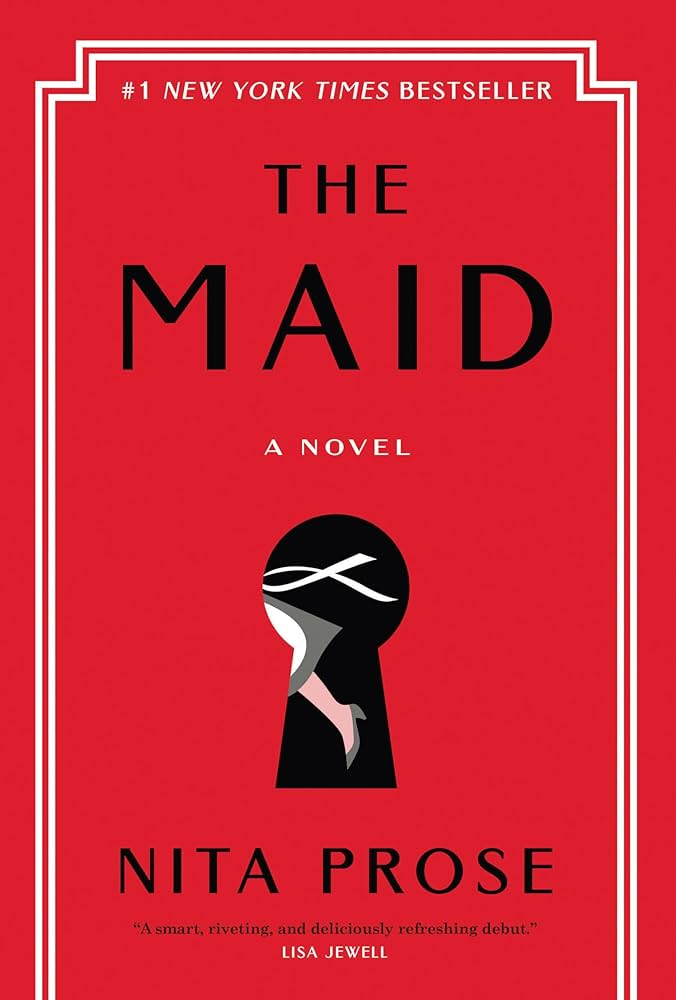 #1 NEW YORK TIMES BESTSELLER
THE
MAID
A NOVEL
NITA PROSE
“A smart, riveting, and deliciously refreshing debut.”
LISA JEWELL